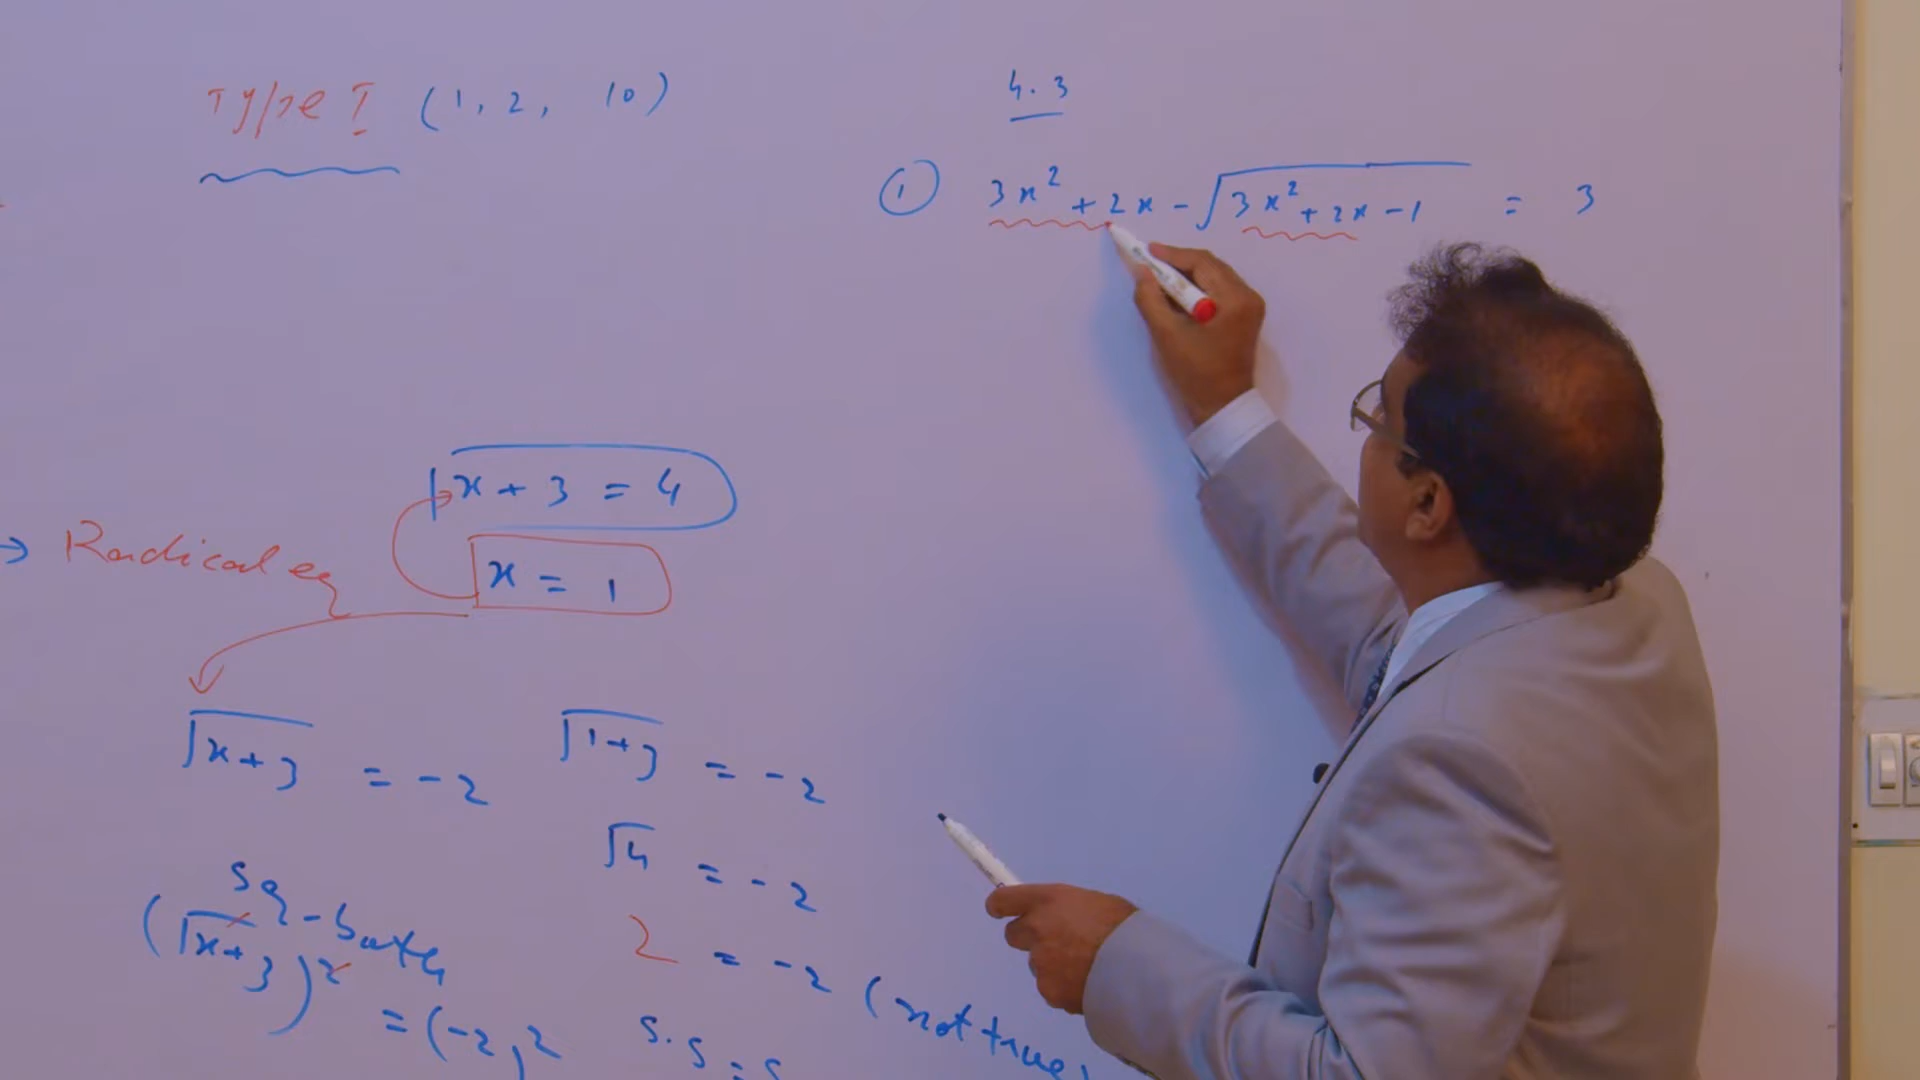 Type I (1, 2, 10)
4.3
① 3x² + 2x - √(3x² + 2x - 1) = 3
x + 3 = 4
→ Radical eq
x = 1
√(x + 3) = -2
√(1+3) = -2
√4 = -2
sq-both
(√(x+3))² = (-2)²
2 = -2 (not true)
S.S =